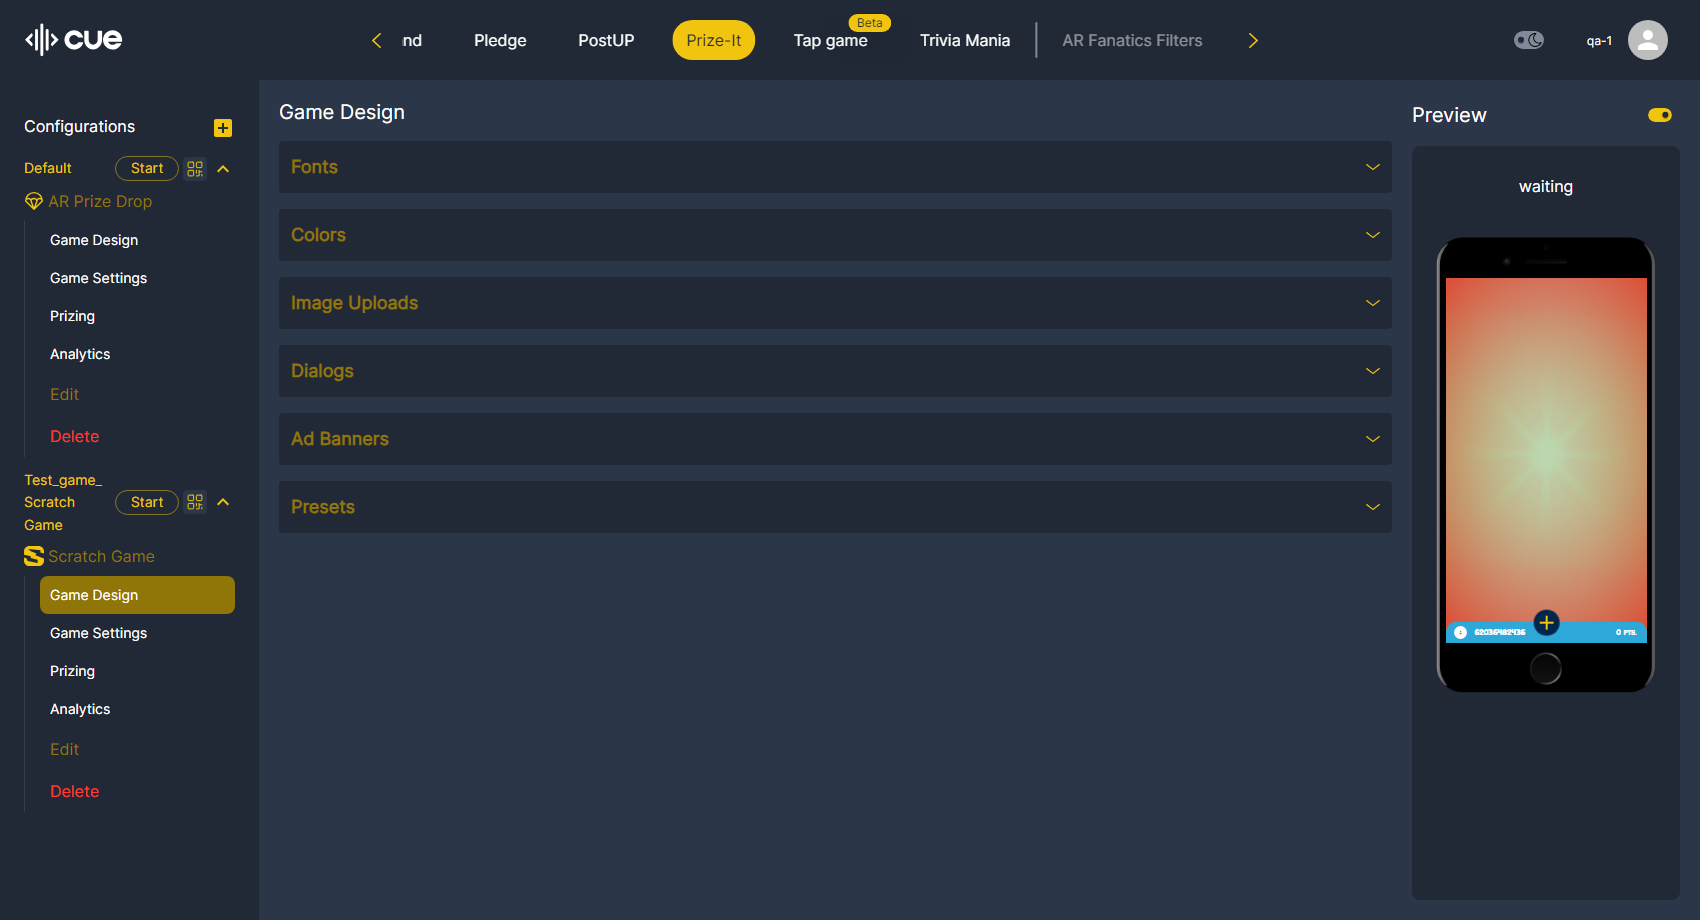 cue
nd
Pledge
PostUP
Prize-It
Beta
Tap game
Trivia Mania
AR Fanatics Filters
qa-1
Configurations
Default
Start
AR Prize Drop
Game Design
Game Settings
Prizing
Analytics
Edit
Delete
Test_game_
Scratch
Game
Start
Scratch Game
Game Design
Game Settings
Prizing
Analytics
Edit
Delete
Game Design
Fonts
Colors
Image Uploads
Dialogs
Ad Banners
Presets
Preview
waiting
0 PTS.